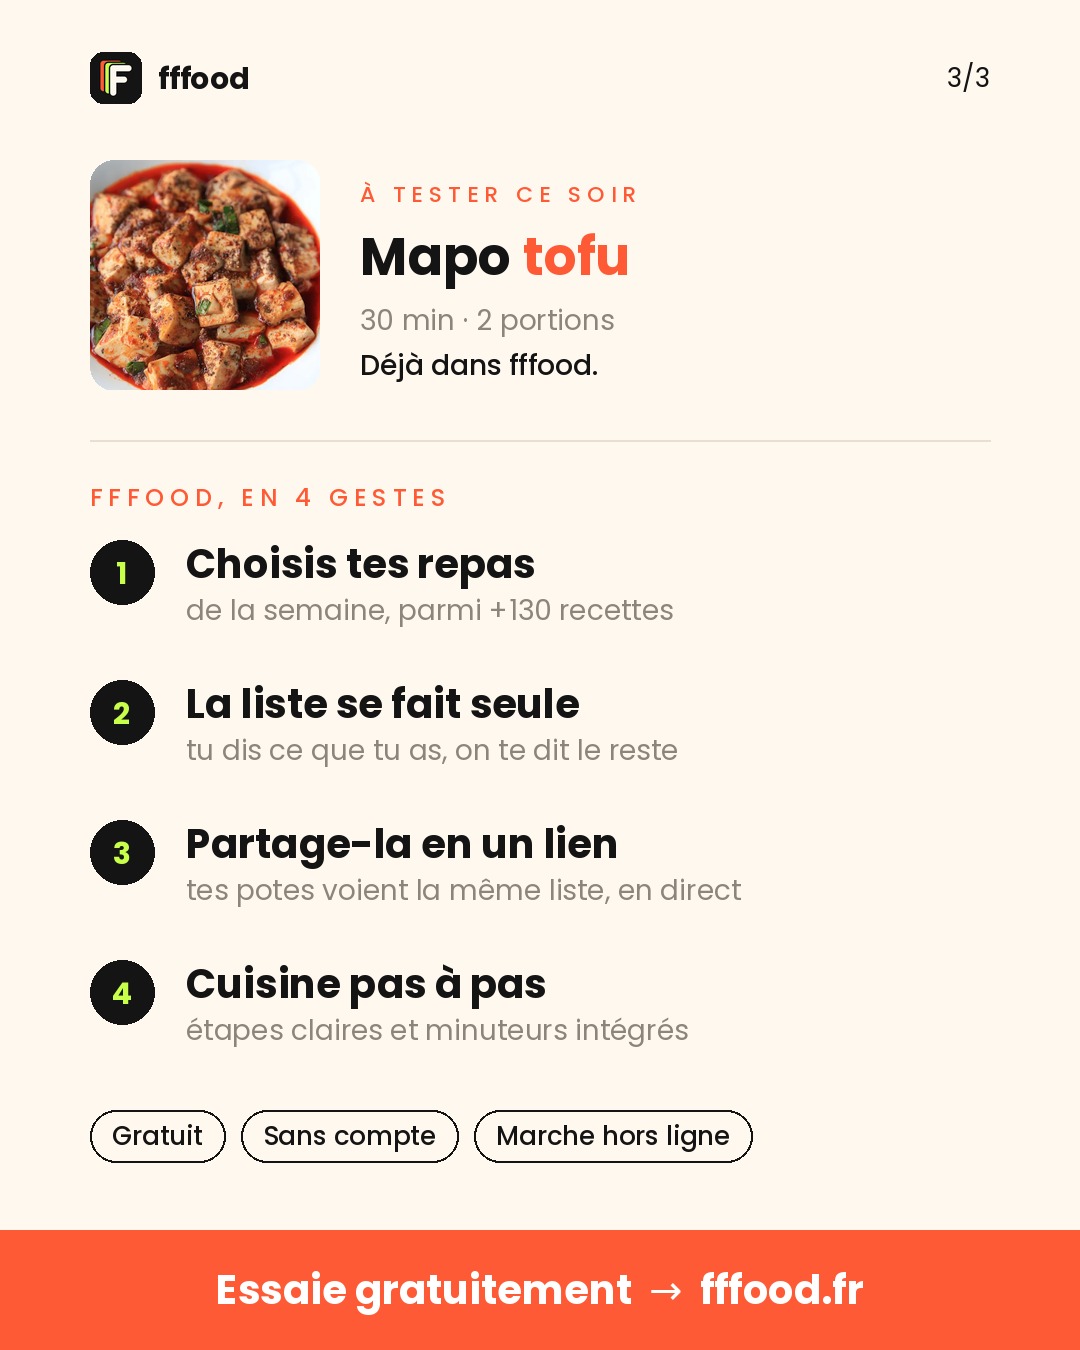 fffood
3/3
À TESTER CE SOIR
Mapo tofu
30 min · 2 portions
Déjà dans fffood.
FFFOOD, EN 4 GESTES
1
Choisis tes repas
de la semaine, parmi +130 recettes
2
La liste se fait seule
tu dis ce que tu as, on te dit le reste
3
Partage-la en un lien
tes potes voient la même liste, en direct
4
Cuisine pas à pas
étapes claires et minuteurs intégrés
Gratuit
Sans compte
Marche hors ligne
Essaie gratuitement → fffood.fr